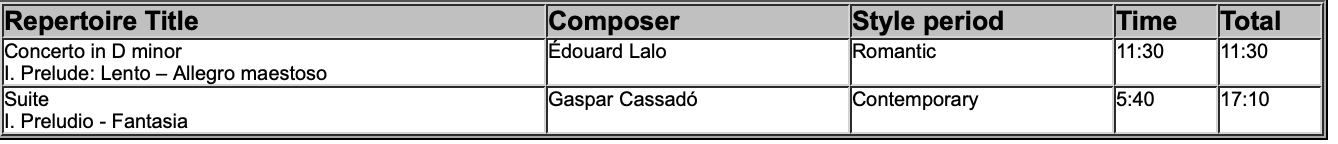 Repertoire Title Composer Style period Time Total
Concerto in D minor Édouard Lalo Romantic 11:30 11:30
I. Prelude: Lento – Allegro maestoso
Suite Gaspar Cassadó Contemporary 5:40 17:10
I. Preludio - Fantasia